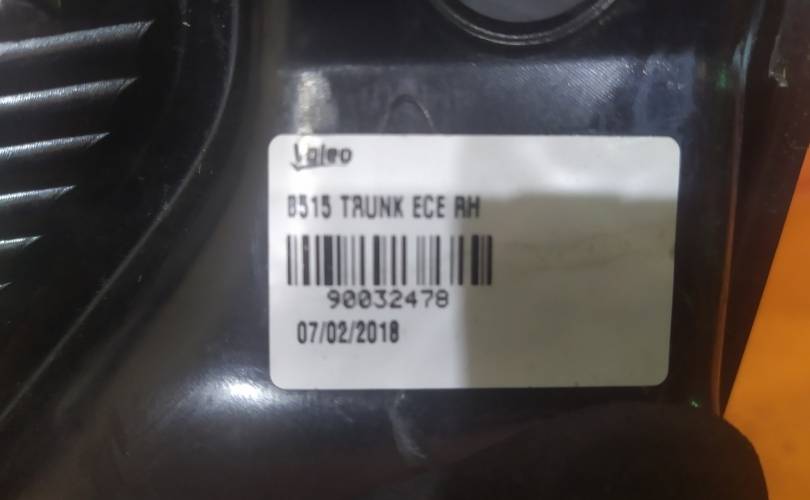 Valeo
B515 TRUNK ECE RH
90032478
07/02/2018